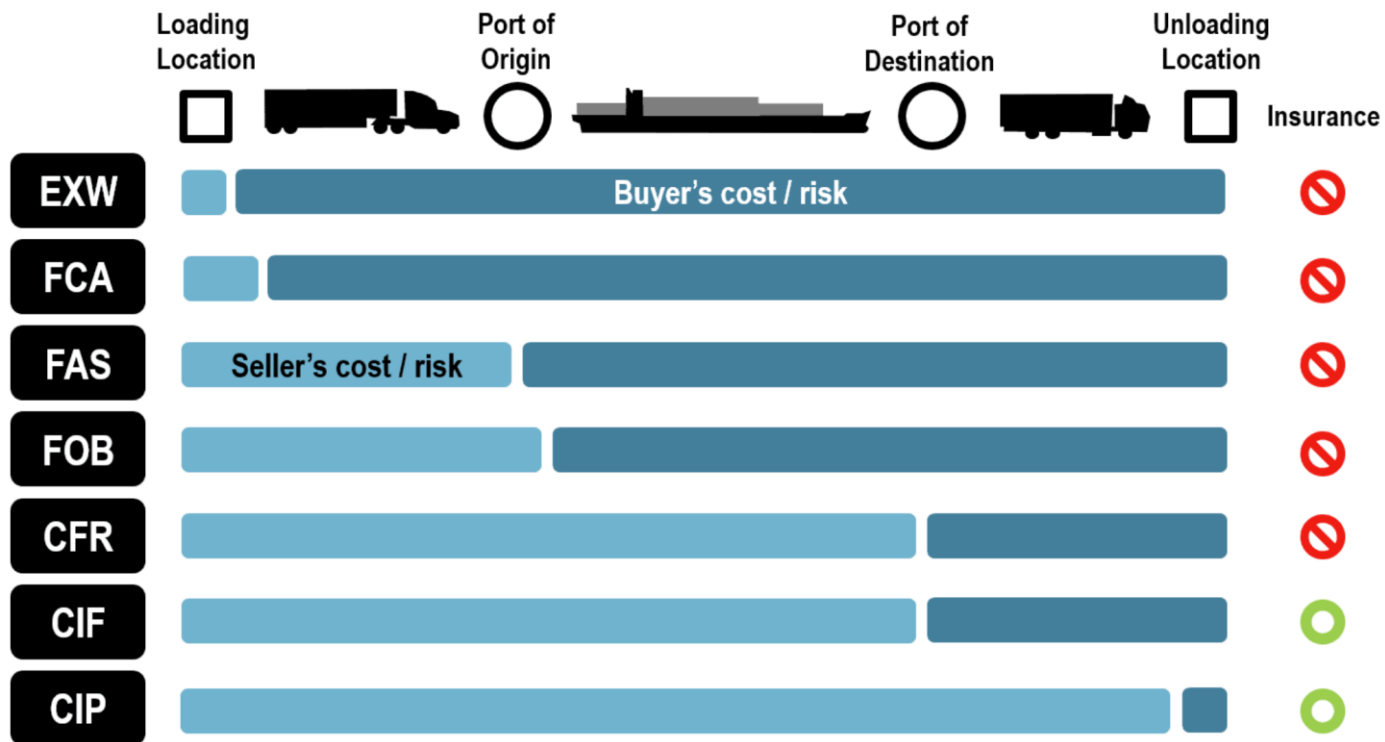 Loading
Location
Port of
Origin
Port of
Destination
Unloading
Location
Insurance
EXW
Buyer's cost / risk
FCA
FAS
Seller's cost / risk
FOB
CFR
CIF
CIP